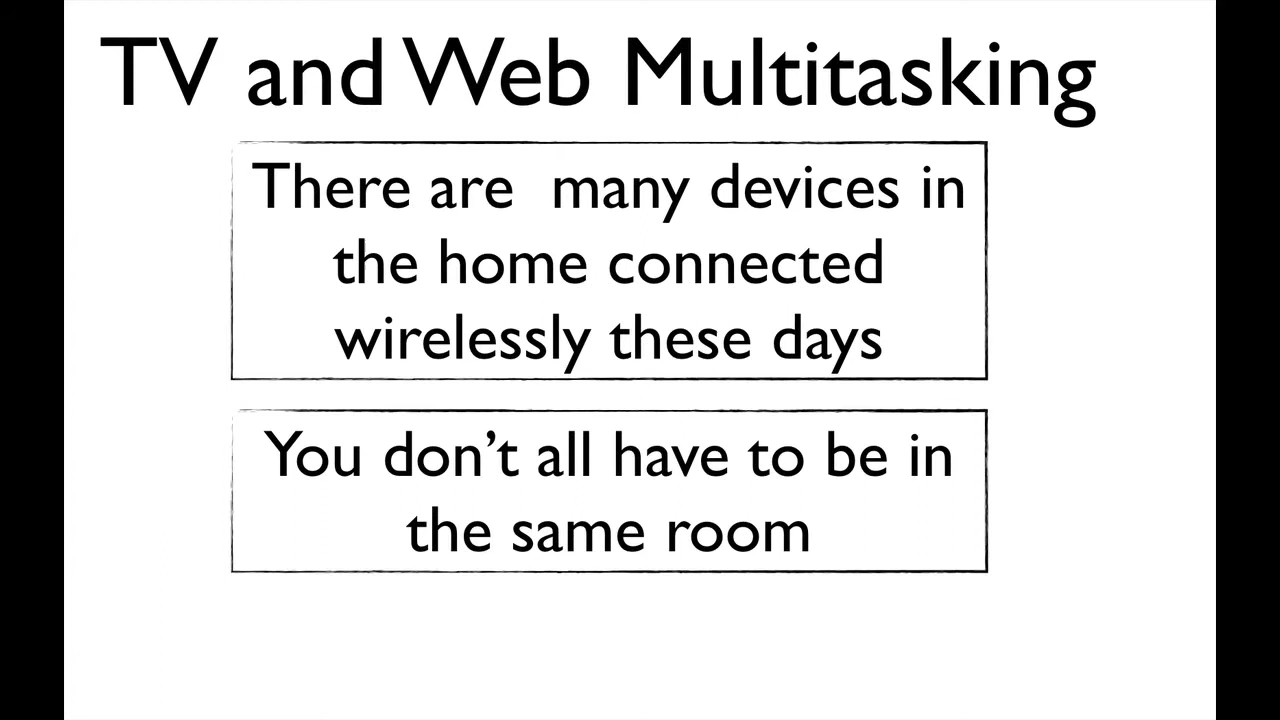 TV and Web Multitasking
There are  many devices in
the home connected
wirelessly these days
You don’t all have to be in
the same room